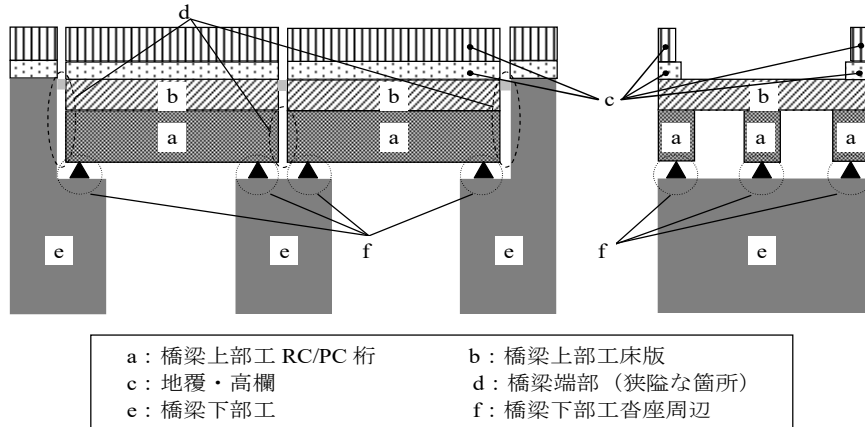 d
b
b
b
c
a
a
a
a
a
e
e
f
e
f
e
a：橋梁上部工 RC/PC 桁
b：橋梁上部工床版
c：地覆・高欄
d：橋梁端部（狭隘な箇所）
e：橋梁下部工
f：橋梁下部工沓座周辺